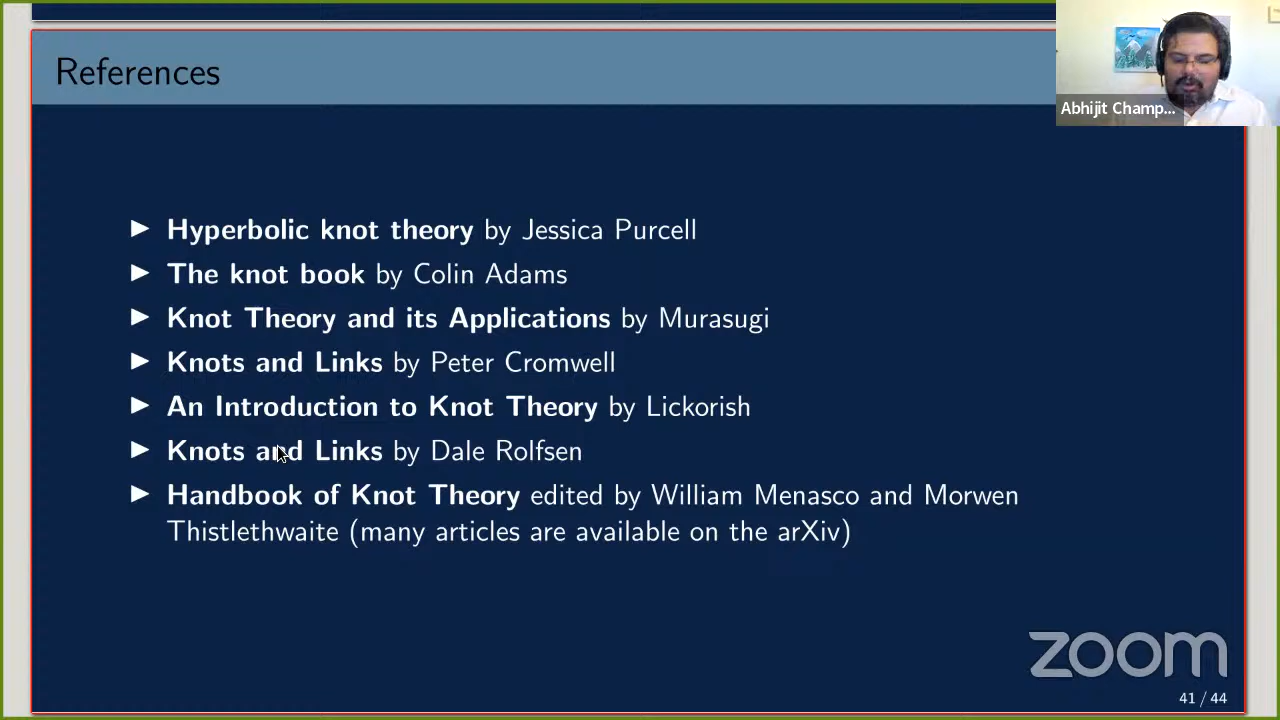 References
Abhijit Champ...
▶ Hyperbolic knot theory by Jessica Purcell
▶ The knot book by Colin Adams
▶ Knot Theory and its Applications by Murasugi
▶ Knots and Links by Peter Cromwell
▶ An Introduction to Knot Theory by Lickorish
▶ Knots and Links by Dale Rolfsen
▶ Handbook of Knot Theory edited by William Menasco and Morwen
Thistlethwaite (many articles are available on the arXiv)
zoom
41 / 44